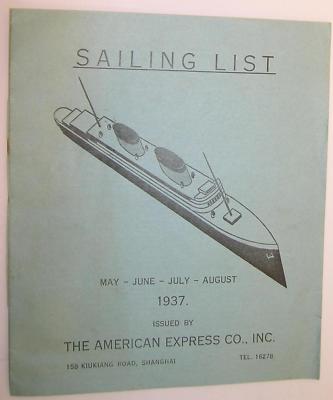 SAILING LIST
MAY - JUNE - JULY - AUGUST
1937.
ISSUED BY
THE AMERICAN EXPRESS CO., INC.
158 KIUKIANG ROAD, SHANGHAI TEL. 16278